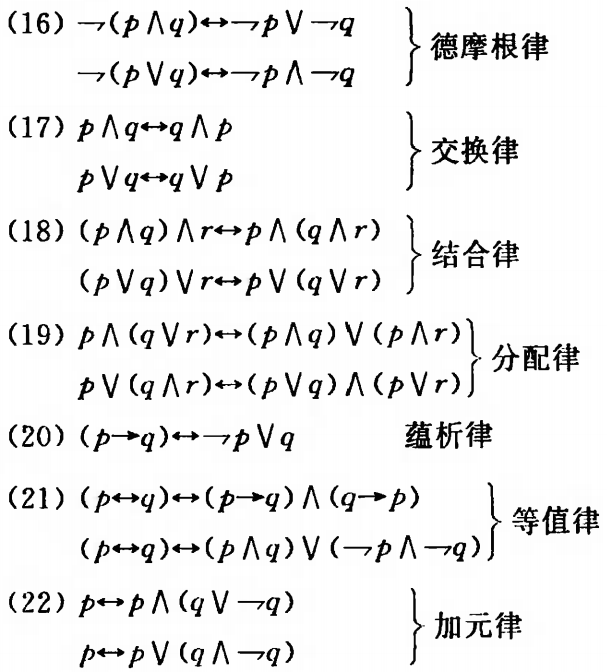 (16) ¬(p∧q)↔¬p∨¬q
¬(p∨q)↔¬p∧¬q
德摩根律
(17) p∧q↔q∧p
p∨q↔q∨p
交换律
(18) (p∧q)∧r↔p∧(q∧r)
(p∨q)∨r↔p∨(q∨r)
结合律
(19) p∧(q∨r)↔(p∧q)∨(p∧r)
p∨(q∧r)↔(p∨q)∧(p∨r)
分配律
(20) (p→q)↔¬p∨q 蕴析律
(21) (p↔q)↔(p→q)∧(q→p)
(p↔q)↔(p∧q)∨(¬p∧¬q)
等值律
(22) p↔p∧(q∨¬q)
p↔p∨(q∧¬q)
加元律